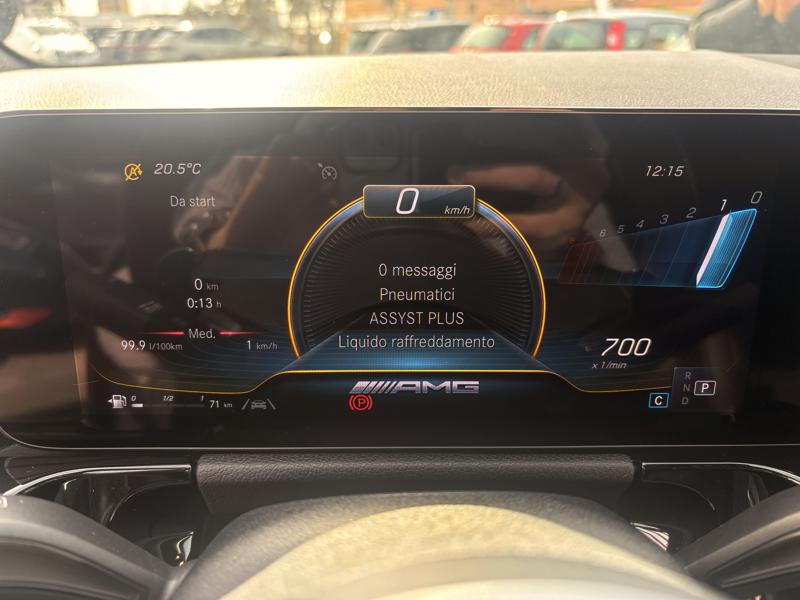 20.5°C
12:15
Da start
0 km/h
6 5 4 3 2 1 0
0 messaggi
Pneumatici
ASSYST PLUS
Liquido raffreddamento
0 km
0:13 h
Med.
99.9 l/100km
1 km/h
700
x 1/min
AMG
0 1/2 1
71 km
P
C
R
N
D
P